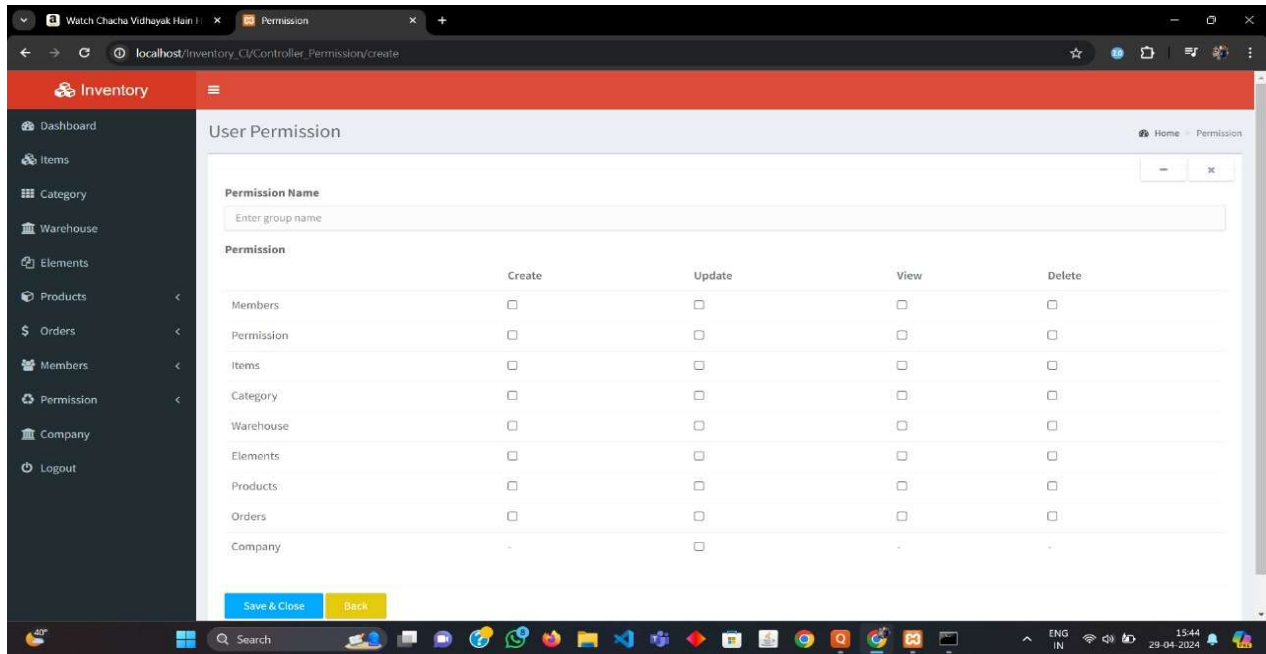 Watch Chacha Vidhayak Hain H
Permission
localhost/Inventory_CI/Controller_Permission/create
Inventory
Dashboard
Items
Category
Warehouse
Elements
Products
$ Orders
Members
Permission
Company
Logout
User Permission
Home > Permission
Permission Name
Enter group name
Permission
Create Update View Delete
Members
Permission
Items
Category
Warehouse
Elements
Products
Orders
Company - - -
Save & Close Back
40°
Search
ENG
IN
15:44
29-04-2024